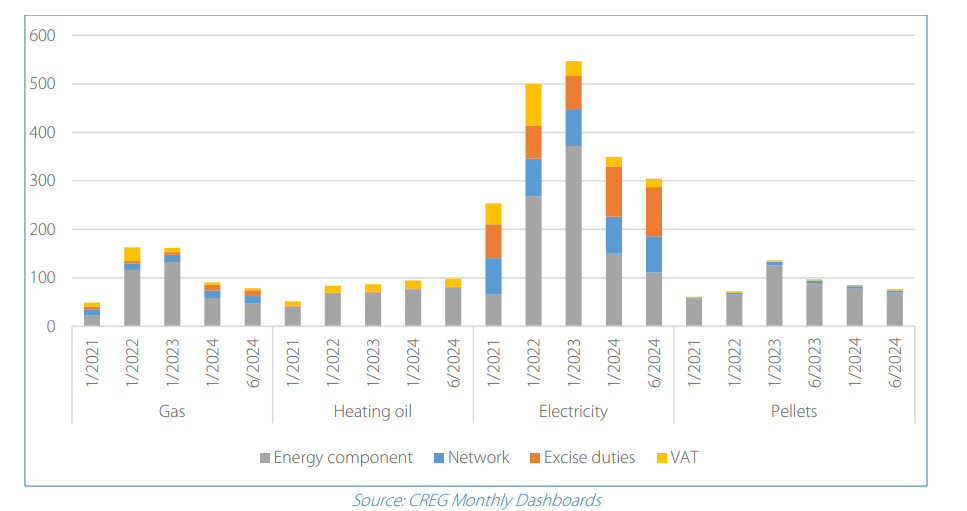 600
500
400
300
200
100
0
1/2021 1/2022 1/2023 1/2024 6/2024 1/2021 1/2022 1/2023 1/2024 6/2024 1/2021 1/2022 1/2023 1/2024 6/2024 1/2021 1/2022 1/2023 6/2023 1/2024 6/2024
Gas Heating oil Electricity Pellets
Energy component Network Excise duties VAT
Source: CREG Monthly Dashboards